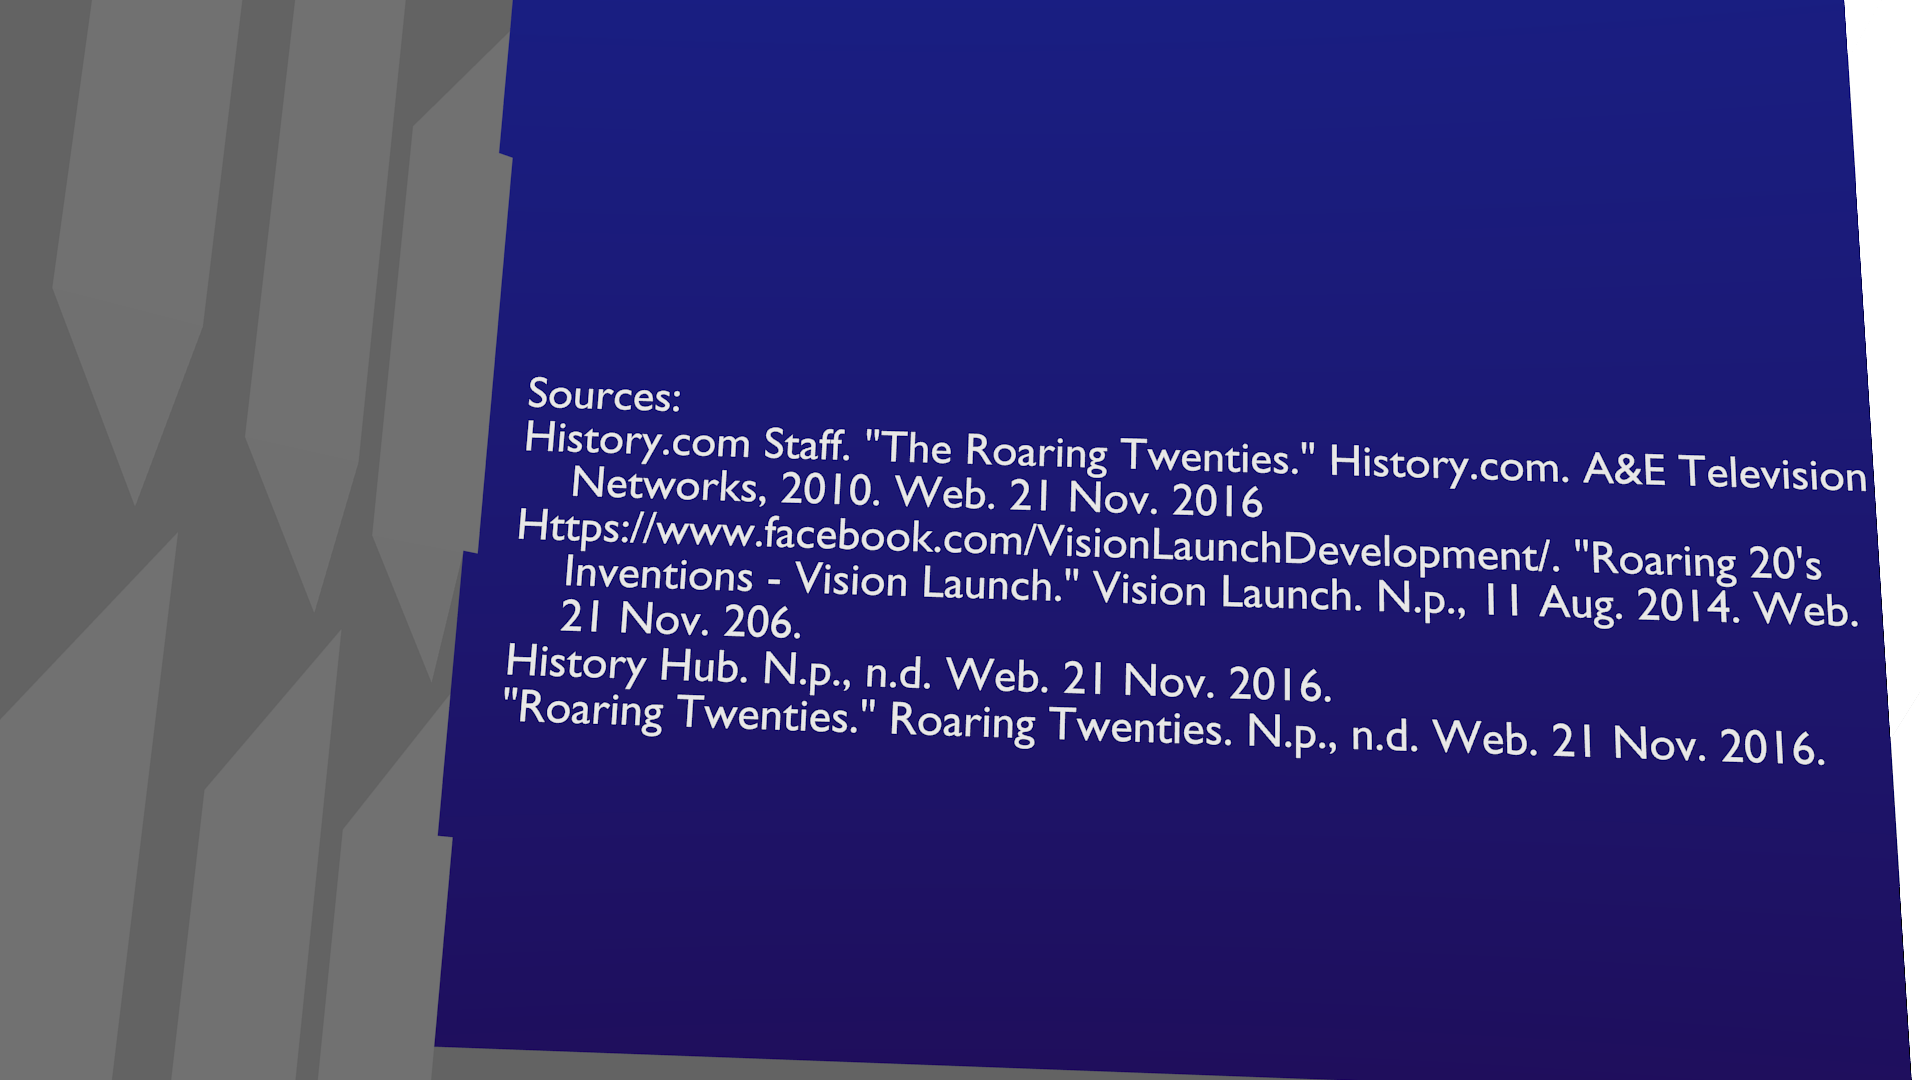 Sources:
History.com Staff. "The Roaring Twenties." History.com. A&E Television
Networks, 2010. Web. 21 Nov. 2016
Https://www.facebook.com/VisionLaunchDevelopment/. "Roaring 20's
Inventions - Vision Launch." Vision Launch. N.p., 11 Aug. 2014. Web.
21 Nov. 206.
History Hub. N.p., n.d. Web. 21 Nov. 2016.
"Roaring Twenties." Roaring Twenties. N.p., n.d. Web. 21 Nov. 2016.